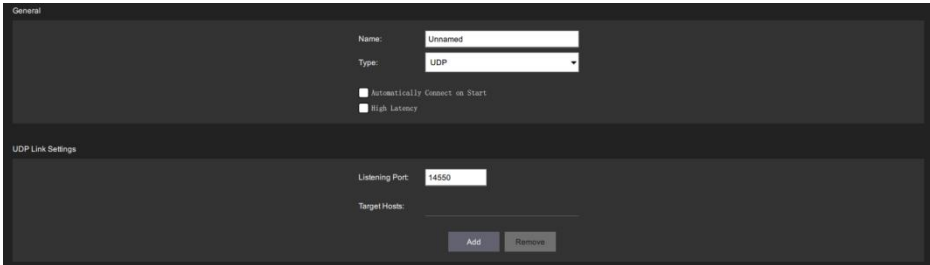 General
Name: Unnamed
Type: UDP
Automatically Connect on Start
High Latency
UDP Link Settings
Listening Port: 14550
Target Hosts:
Add Remove